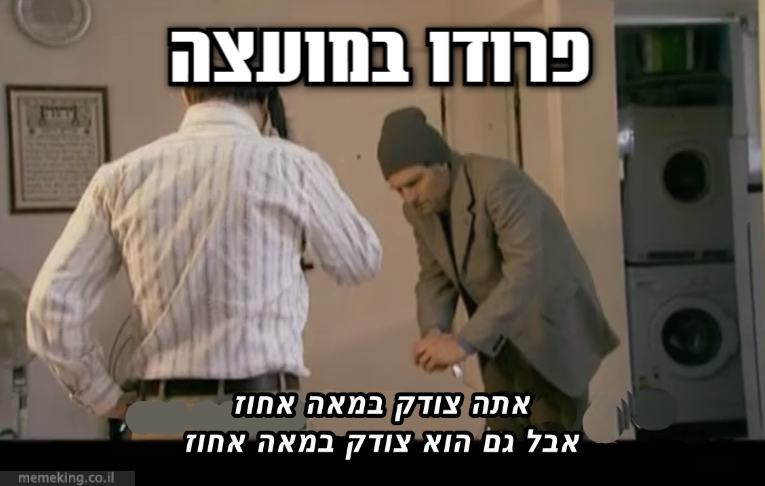 פרודו במועצה
אתה צודק במאה אחוז
אבל גם הוא צודק במאה אחוז
memeking.co.il